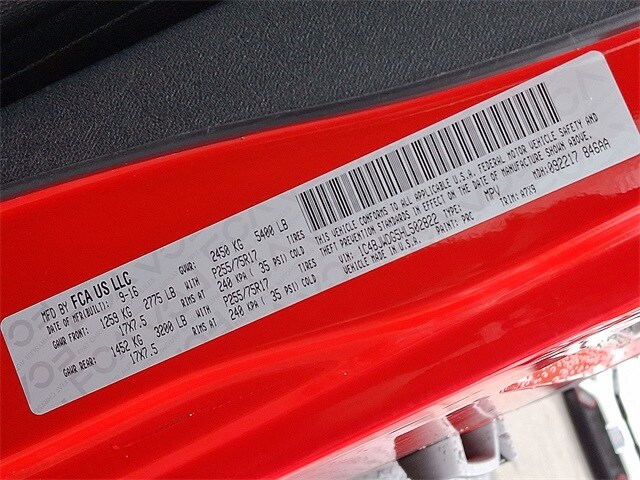 MFD BY FCA US LLC
DATE OF MFR(BUILT): 9-16 GVWR: 2450 KG 5400 LB
GAWR FRONT: 1259 KG 2775 LB WITH P255/75R17 TIRES
17X7.5 RIMS AT 240 KPA ( 35 PSI) COLD
GAWR REAR: 1452 KG 3200 LB WITH P255/75R17 TIRES
17X7.5 RIMS AT 240 KPA ( 35 PSI) COLD
THIS VEHICLE CONFORMS TO ALL APPLICABLE U.S.A. FEDERAL MOTOR VEHICLE SAFETY AND
THEFT PREVENTION STANDARDS IN EFFECT ON THE DATE OF MANUFACTURE SHOWN ABOVE.
VIN: 1C4BJWDG5HL502822 TYPE: MPV MDH:092217 846AA
VEHICLE MADE IN U.S.A. PAINT: PRC TRIM: A7X9